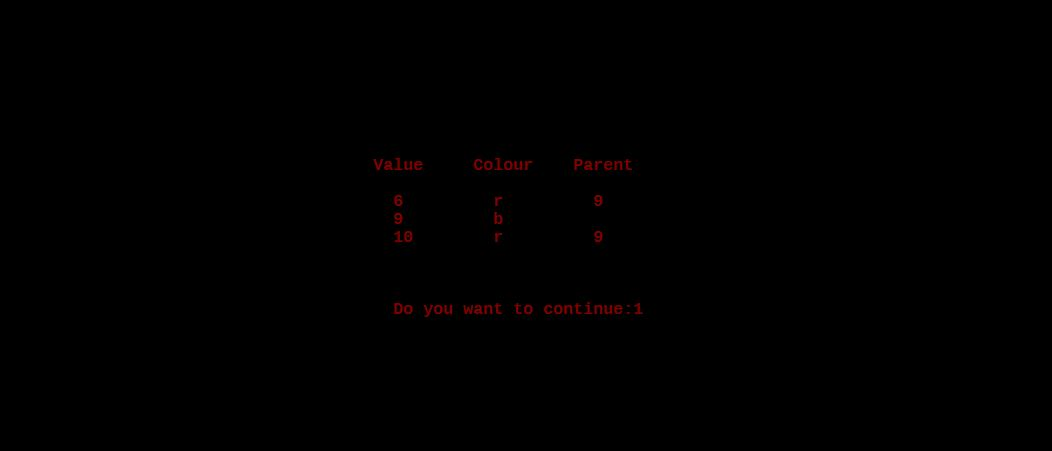 Value Colour Parent
6 r 9
9 b
10 r 9
Do you want to continue:1